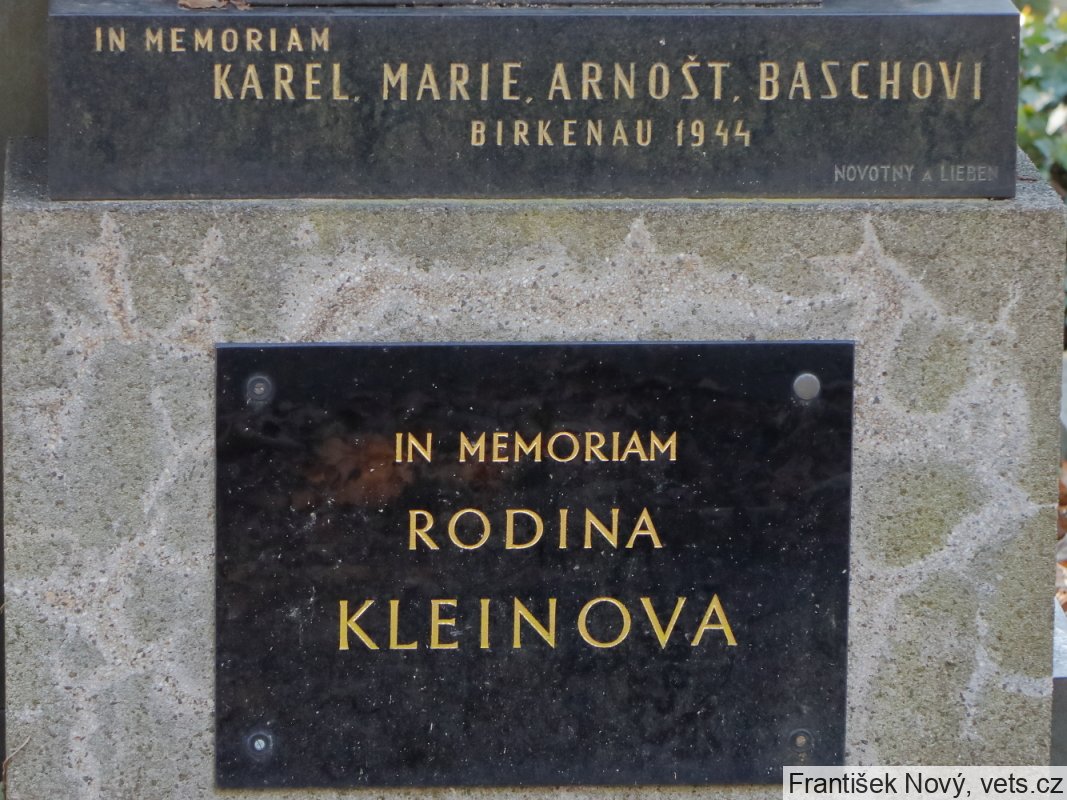 IN MEMORIAM
KAREL, MARIE, ARNOŠT, BASCHOVI
BIRKENAU 1944
NOVOTNY A LIEBEN
IN MEMORIAM
RODINA
KLEINOVA
František Nový, vets.cz